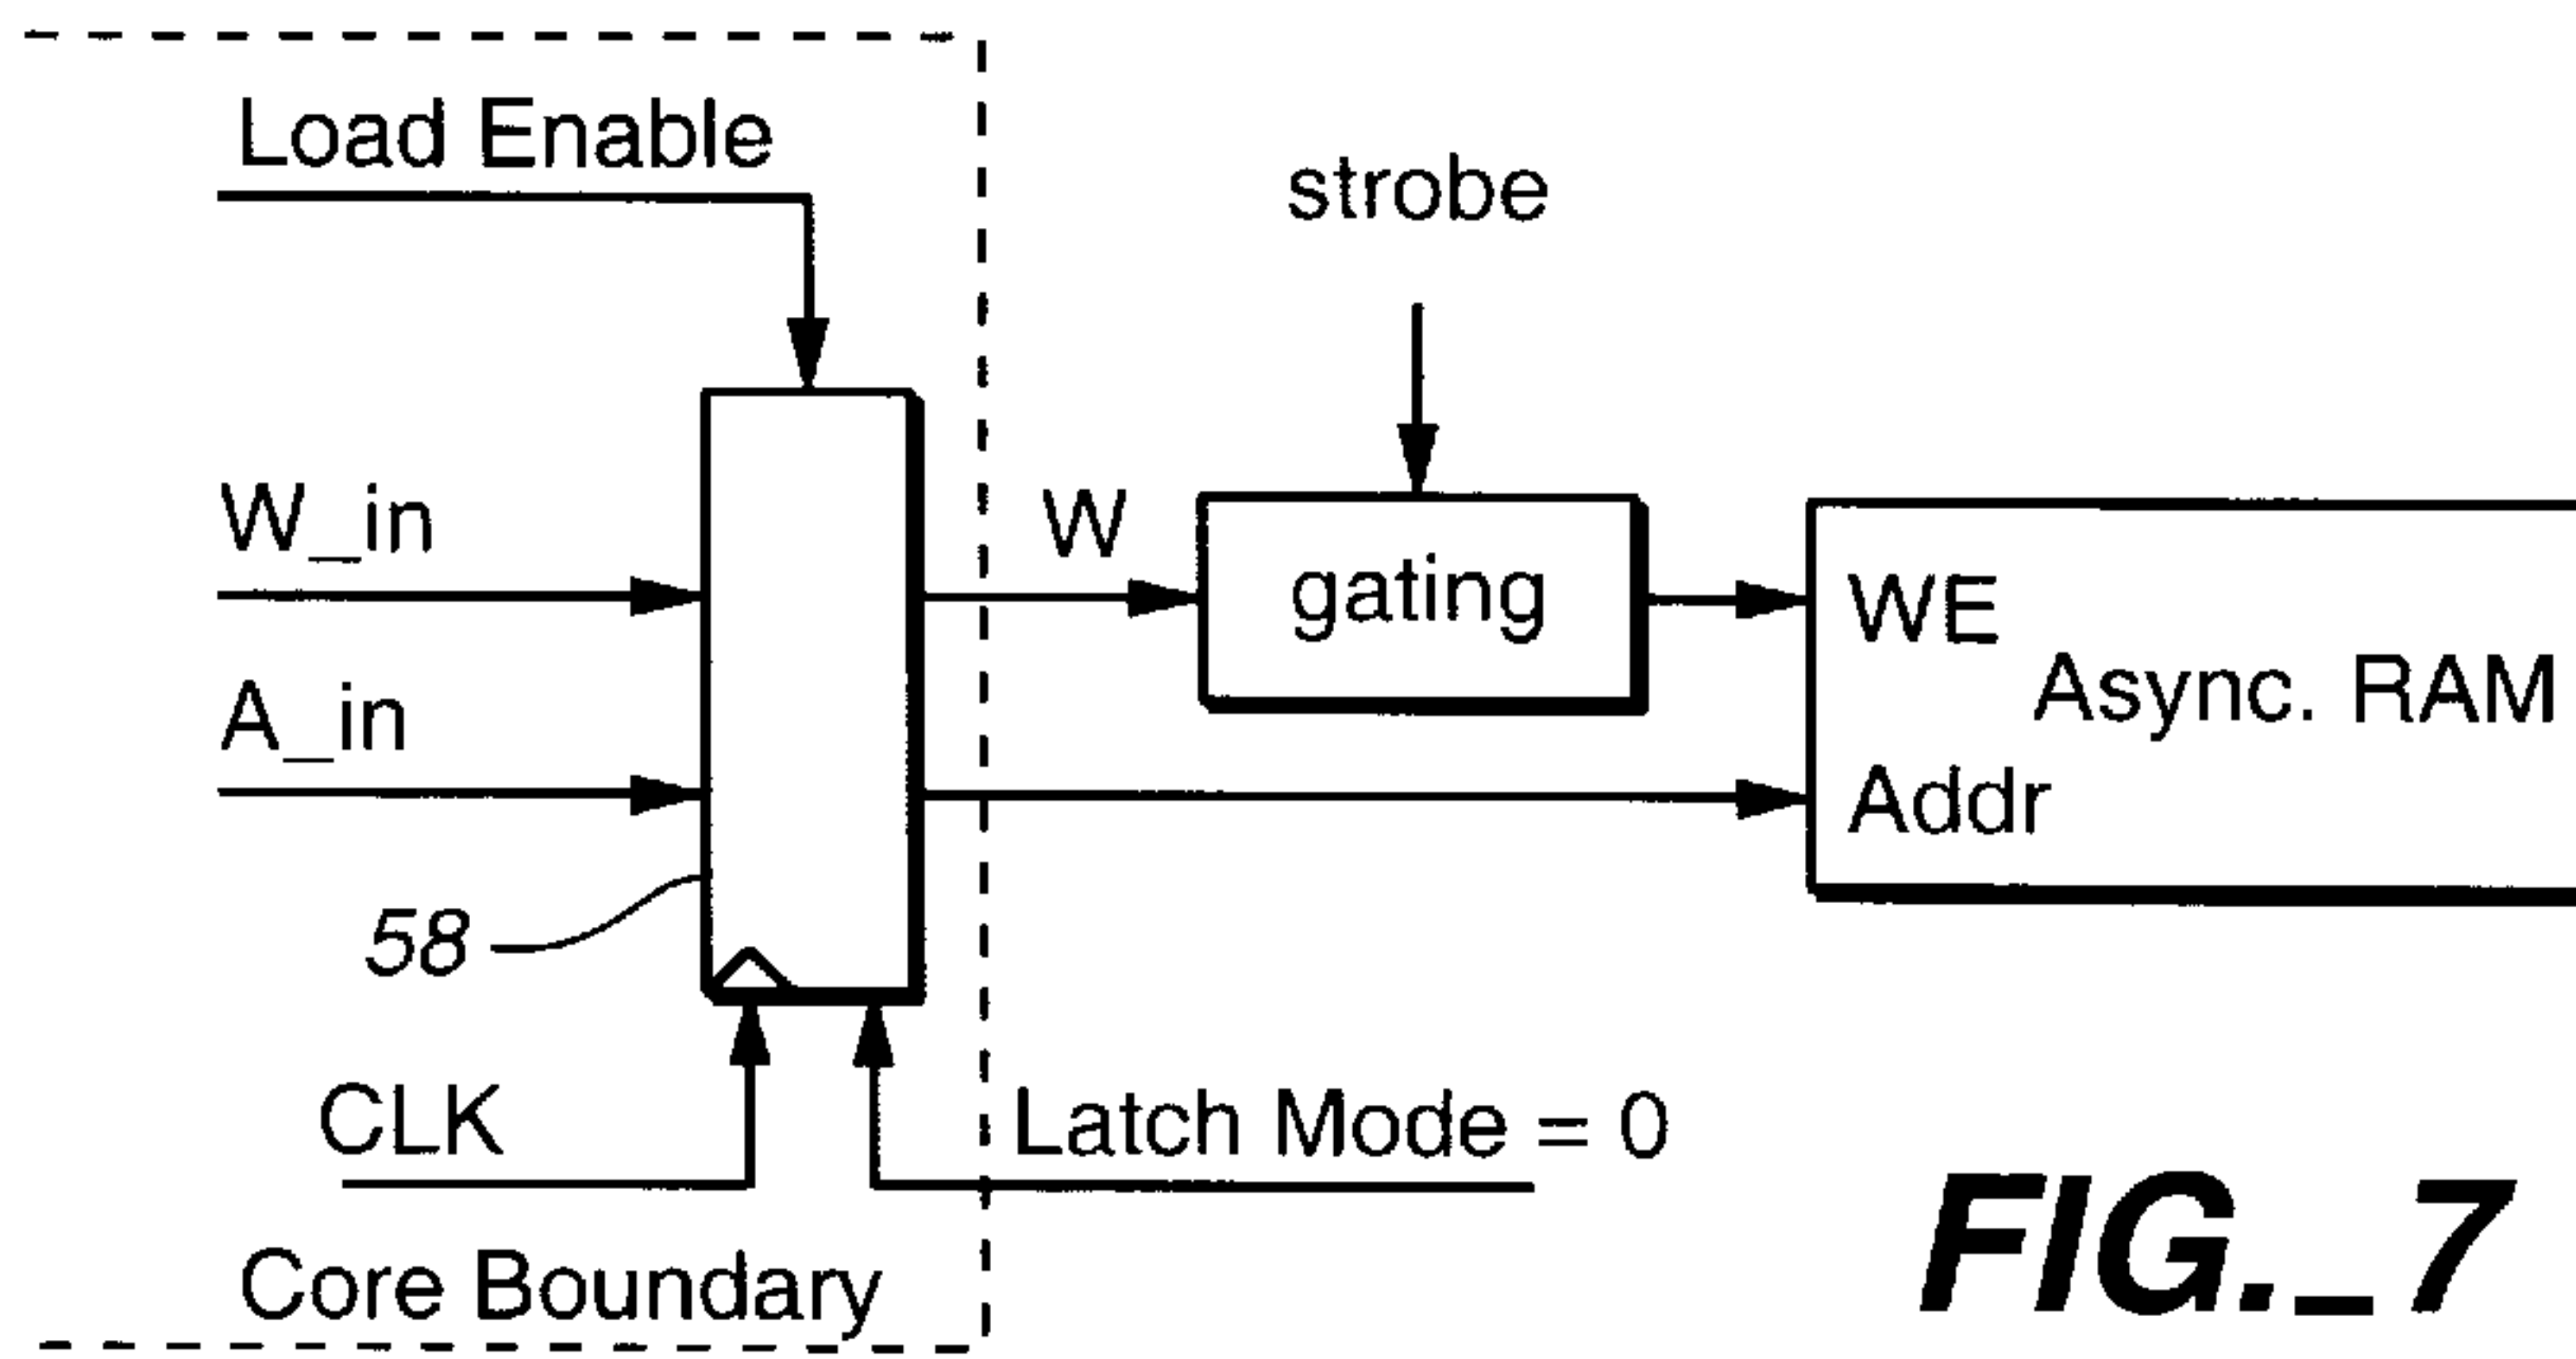 Load Enable
strobe
W_in
W
gating
WE
Async. RAM
A_in
Addr
58
CLK
Latch Mode = 0
Core Boundary
FIG._7